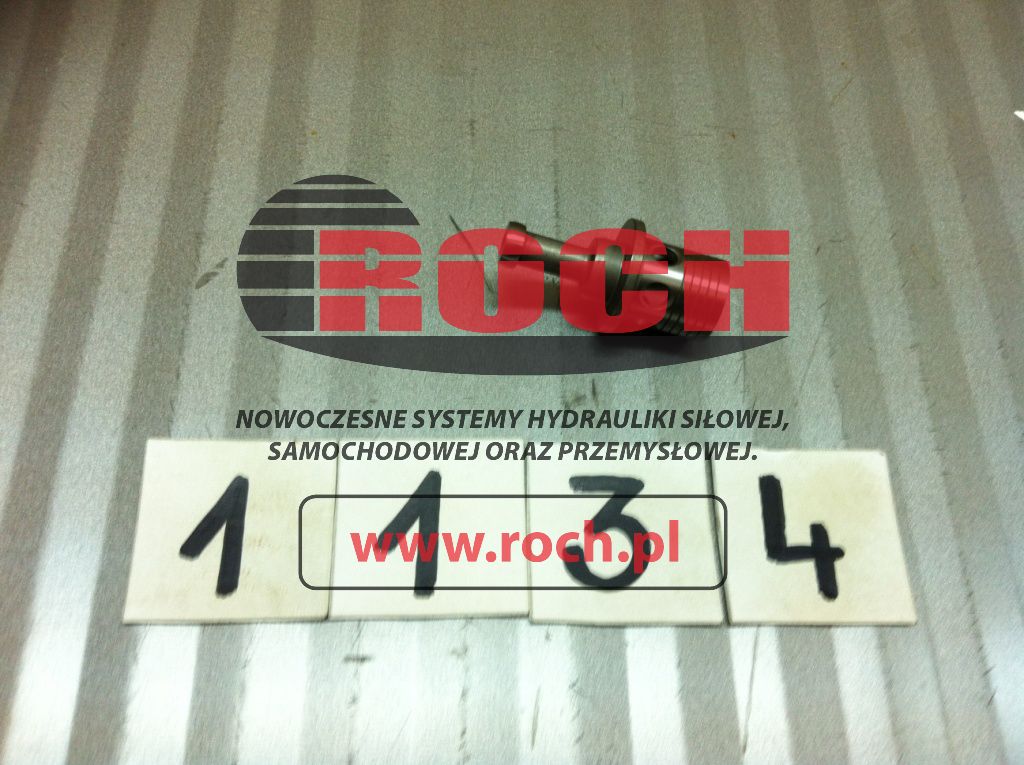 ROCH
NOWOCZESNE SYSTEMY HYDRAULIKI SIŁOWEJ,
SAMOCHODOWEJ ORAZ PRZEMYSŁOWEJ.
1 1 3 4
www.roch.pl